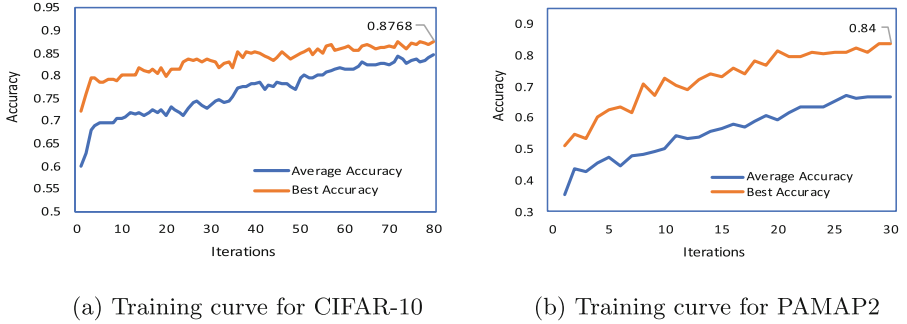 0.95
0.9
0.85
0.8
0.75
0.7
0.65
0.6
0.55
0.5
Accuracy
0.8768
Average Accuracy
Best Accuracy
0 10 20 30 40 50 60 70 80
Iterations
(a) Training curve for CIFAR-10
0.9
0.8
0.7
0.6
0.5
0.4
0.3
Accuracy
0.84
Average Accuracy
Best Accuracy
0 5 10 15 20 25 30
Iterations
(b) Training curve for PAMAP2